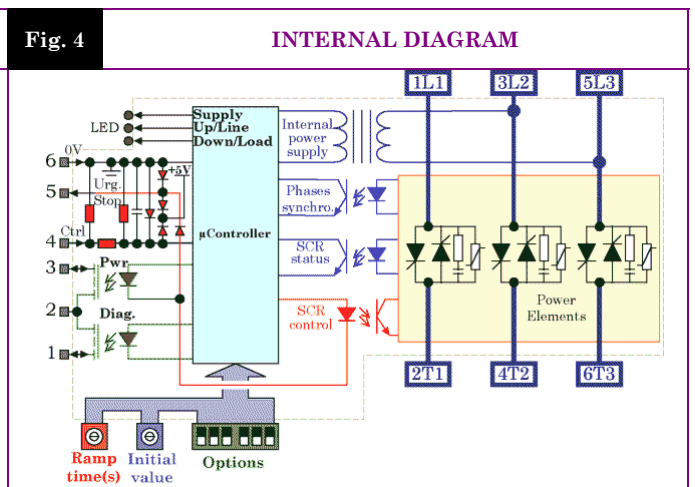 Fig. 4
INTERNAL DIAGRAM
1L1
3L2
5L3
Supply
LED
Up/Line
Down/Load
Internal
power
supply
6
0V
+5V
Urg.
5
Stop
Phases
synchro.
Ctrl
4
µController
SCR
status
3
Pwr
2
Diag.
SCR
control
Power
Elements
1
2T1
4T2
6T3
Ramp
time(s)
Initial
value
Options